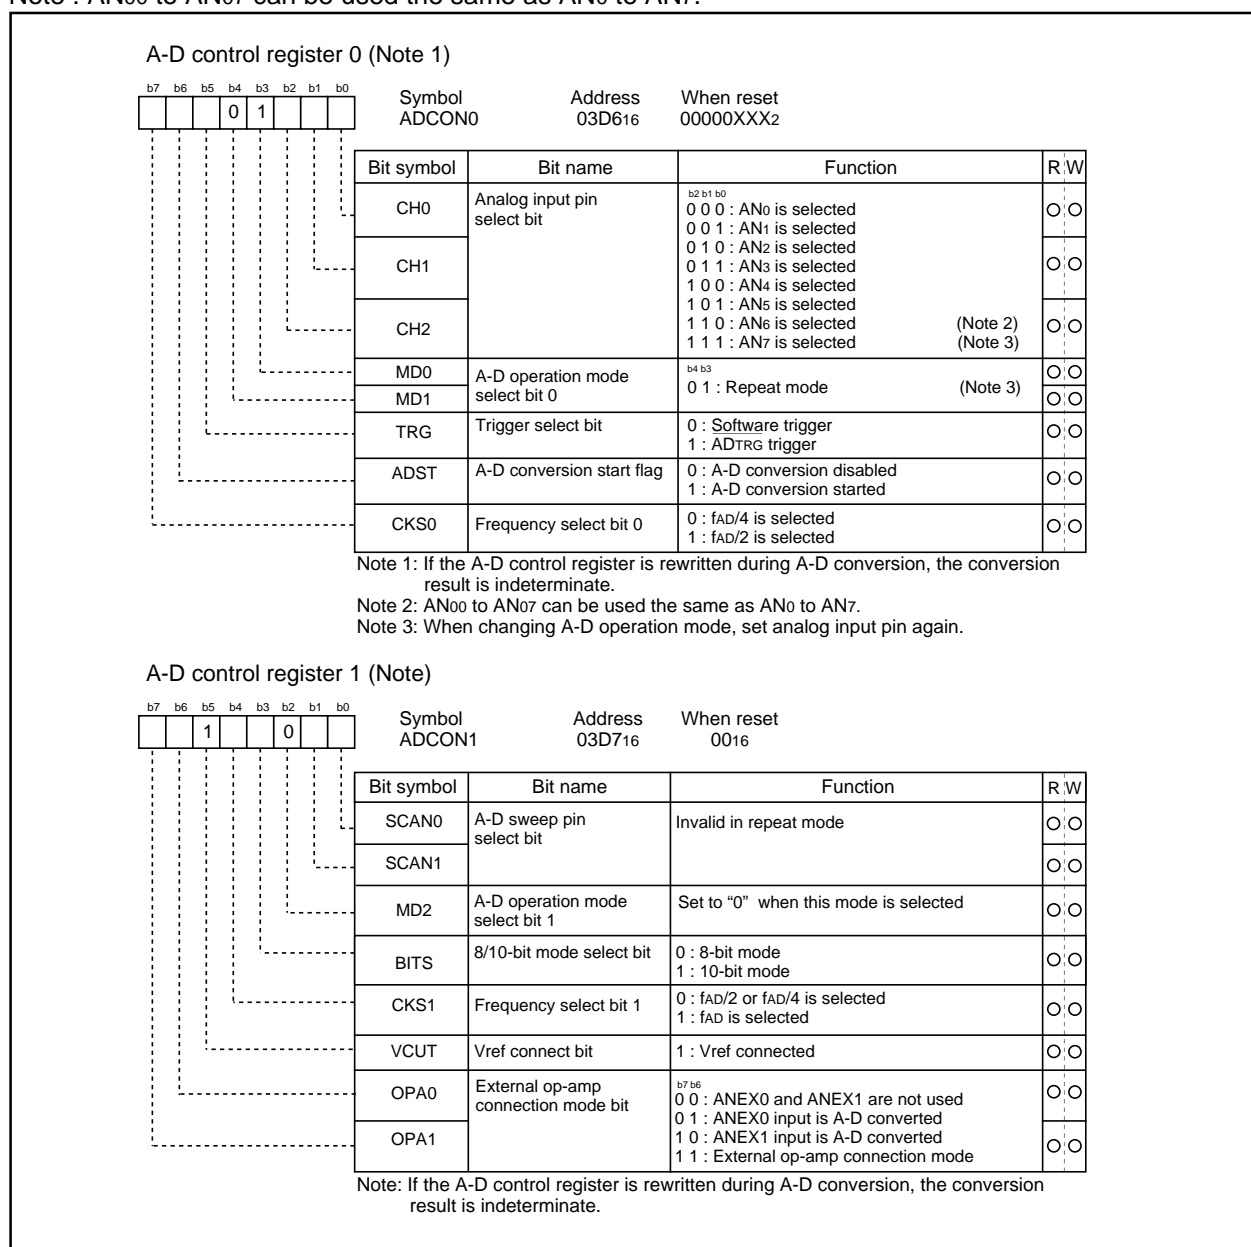 Note : AN00 to AN07 can be used the same as AN0 to AN7.
A-D control register 0 (Note 1)
b7 b6 b5 b4 b3 b2 b1 b0
0 1
Symbol Address When reset
ADCON0 03D616 00000XXX2
Bit symbol Bit name Function R W
CH0 Analog input pin select bit
b2 b1 b0
0 0 0 : AN0 is selected
0 0 1 : AN1 is selected
CH1
0 1 0 : AN2 is selected
0 1 1 : AN3 is selected
1 0 0 : AN4 is selected
CH2
1 0 1 : AN5 is selected
1 1 0 : AN6 is selected (Note 2)
1 1 1 : AN7 is selected (Note 3)
MD0 A-D operation mode
MD1 select bit 0
b4 b3
0 1 : Repeat mode (Note 3)
TRG Trigger select bit
0 : Software trigger
1 : ADTRG trigger
ADST A-D conversion start flag
0 : A-D conversion disabled
1 : A-D conversion started
CKS0 Frequency select bit 0
0 : fAD/4 is selected
1 : fAD/2 is selected
Note 1: If the A-D control register is rewritten during A-D conversion, the conversion
result is indeterminate.
Note 2: AN00 to AN07 can be used the same as AN0 to AN7.
Note 3: When changing A-D operation mode, set analog input pin again.
A-D control register 1 (Note)
b7 b6 b5 b4 b3 b2 b1 b0
1 0
Symbol Address When reset
ADCON1 03D716 0016
Bit symbol Bit name Function R W
SCAN0 A-D sweep pin
select bit
Invalid in repeat mode
SCAN1
MD2 A-D operation mode
select bit 1
Set to “0” when this mode is selected
BITS 8/10-bit mode select bit
0 : 8-bit mode
1 : 10-bit mode
CKS1 Frequency select bit 1
0 : fAD/2 or fAD/4 is selected
1 : fAD is selected
VCUT Vref connect bit 1 : Vref connected
OPA0 External op-amp
connection mode bit
b7 b6
0 0 : ANEX0 and ANEX1 are not used
0 1 : ANEX0 input is A-D converted
OPA1
1 0 : ANEX1 input is A-D converted
1 1 : External op-amp connection mode
Note: If the A-D control register is rewritten during A-D conversion, the conversion
result is indeterminate.